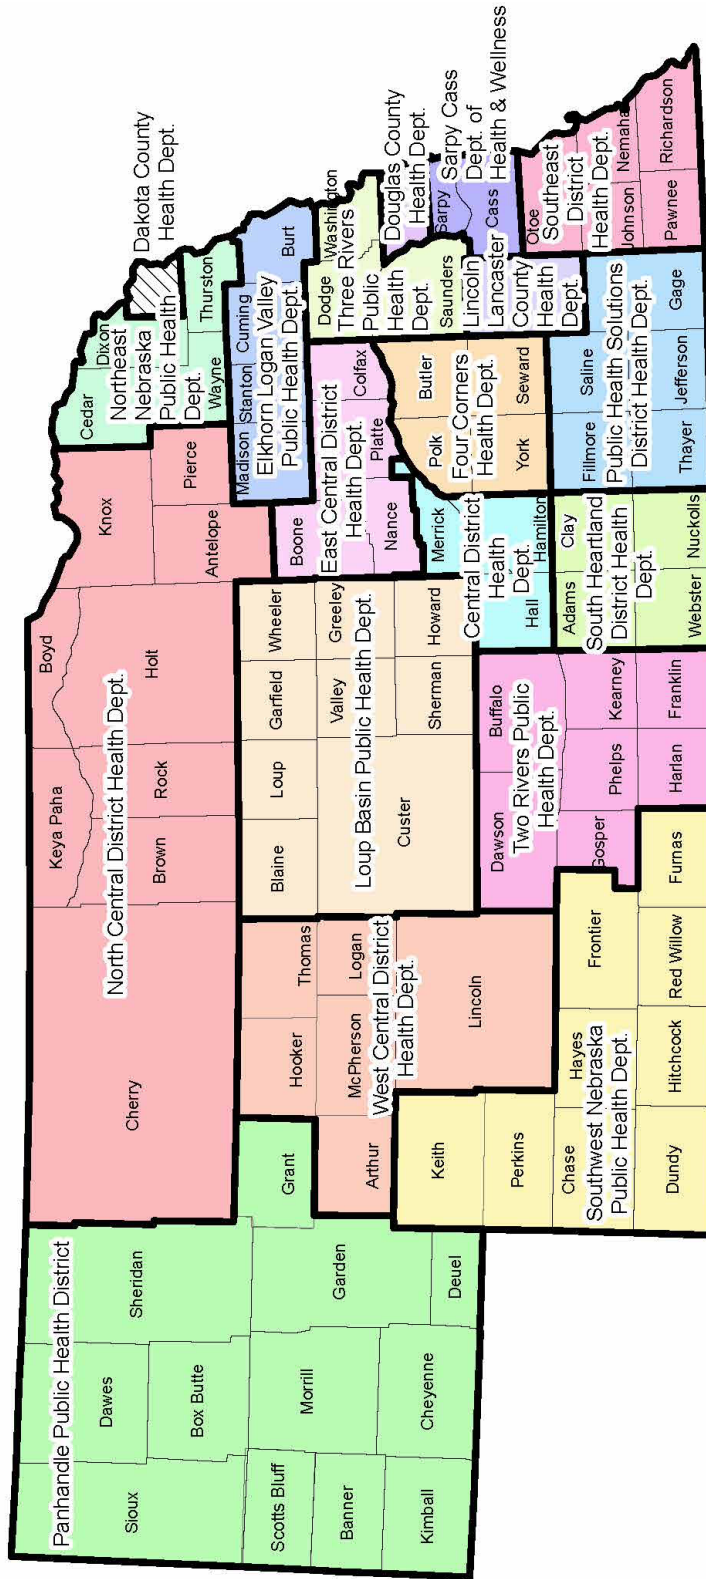 Panhandle Public Health District
Sioux
Dawes
Sheridan
Box Butte
Scotts Bluff
Banner
Kimball
Morrill
Cheyenne
Garden
Deuel
Grant
North Central District Health Dept.
Cherry
Keya Paha
Boyd
Brown
Rock
Holt
Knox
Antelope
Pierce
West Central District
Health Dept.
Hooker
Thomas
Arthur
McPherson
Logan
Lincoln
Southwest Nebraska
Public Health Dept.
Keith
Perkins
Chase
Hayes
Frontier
Dundy
Hitchcock
Red Willow
Furnas
Loup Basin Public Health Dept.
Blaine
Loup
Garfield
Wheeler
Custer
Valley
Greeley
Sherman
Howard
Two Rivers Public
Health Dept.
Dawson
Buffalo
Gosper
Phelps
Kearney
Harlan
Franklin
Northeast
Nebraska
Public Health
Dept.
Cedar
Dixon
Wayne
Thurston
Dakota County
Health Dept.
Elkhorn Logan Valley
Public Health Dept.
Madison
Stanton
Cuming
Burt
East Central District
Health Dept.
Boone
Nance
Platte
Colfax
Central District
Health
Dept.
Merrick
Hall
Hamilton
South Heartland
District Health
Dept.
Adams
Clay
Webster
Nuckolls
Four Corners
Health Dept.
Polk
Butler
York
Seward
Public Health Solutions
District Health Dept.
Fillmore
Saline
Thayer
Jefferson
Gage
Three Rivers
Public
Health
Dept.
Dodge
Washington
Saunders
Douglas County
Health Dept.
Sarpy Cass
Dept. of
Health & Wellness
Sarpy
Cass
Lincoln
Lancaster
County
Health
Dept.
Southeast
District
Health Dept.
Otoe
Johnson
Nemaha
Pawnee
Richardson